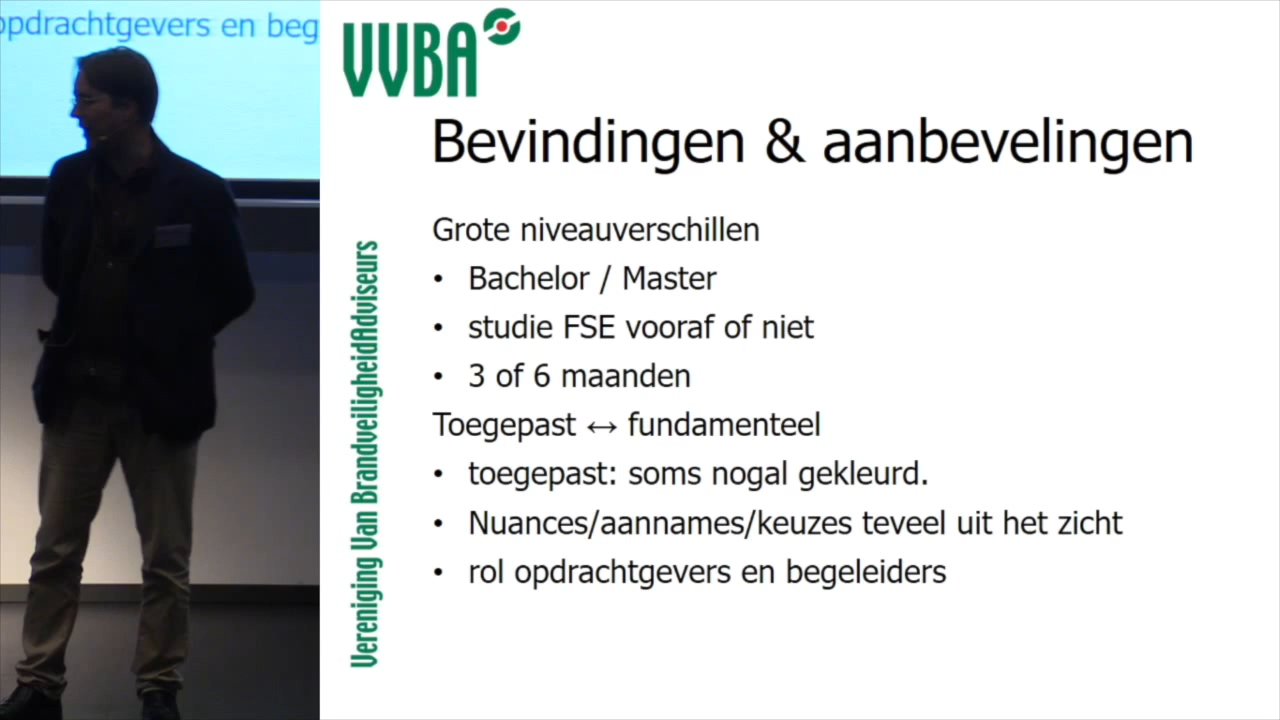 opdrachtgevers en beg
VVBA
Bevindingen & aanbevelingen
Grote niveauverschillen
• Bachelor / Master
• studie FSE vooraf of niet
• 3 of 6 maanden
Toegepast ↔ fundamenteel
• toegepast: soms nogal gekleurd.
• Nuances/aannames/keuzes teveel uit het zicht
• rol opdrachtgevers en begeleiders
Vereniging Van BrandveiligheidAdviseurs